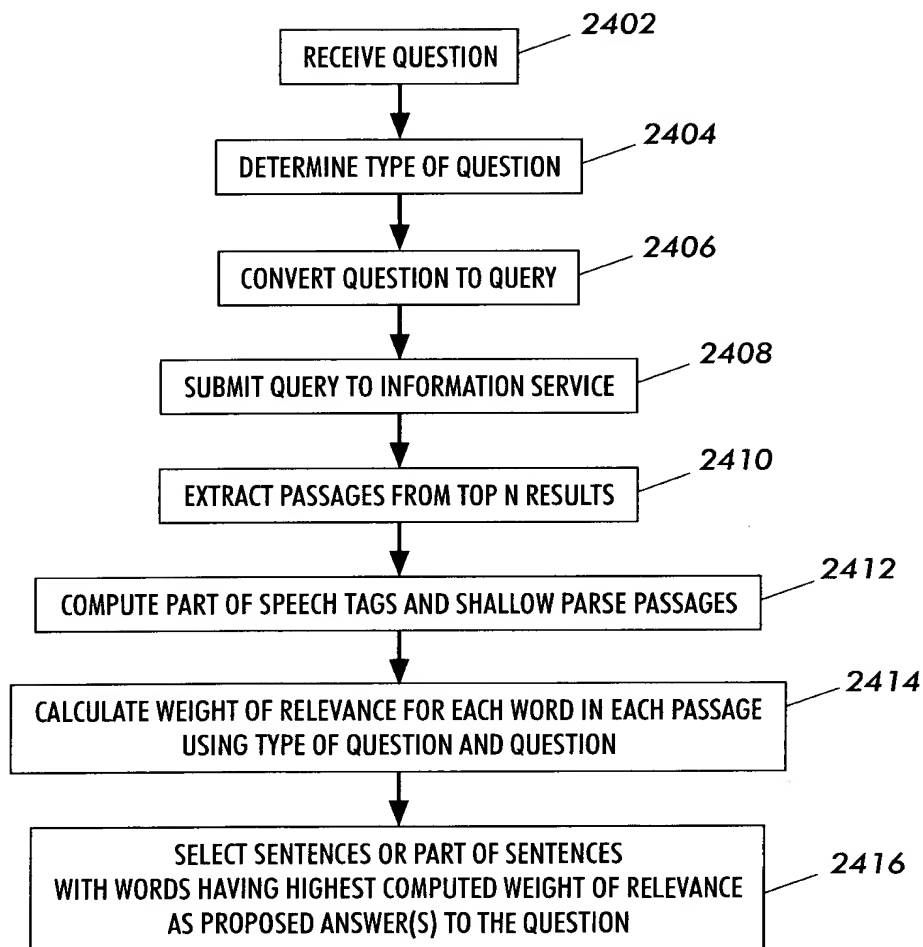 2402
RECEIVE QUESTION
2404
DETERMINE TYPE OF QUESTION
2406
CONVERT QUESTION TO QUERY
2408
SUBMIT QUERY TO INFORMATION SERVICE
2410
EXTRACT PASSAGES FROM TOP N RESULTS
2412
COMPUTE PART OF SPEECH TAGS AND SHALLOW PARSE PASSAGES
2414
CALCULATE WEIGHT OF RELEVANCE FOR EACH WORD IN EACH PASSAGE
USING TYPE OF QUESTION AND QUESTION
2416
SELECT SENTENCES OR PART OF SENTENCES
WITH WORDS HAVING HIGHEST COMPUTED WEIGHT OF RELEVANCE
AS PROPOSED ANSWER(S) TO THE QUESTION